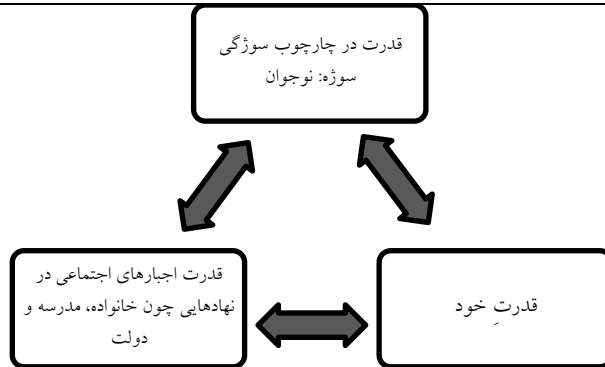 قدرت در چارچوب سوژگی
سوژه: نوجوان
قدرت اجبارهای اجتماعی در
نهادهایی چون خانواده، مدرسه و
دولت
قدرتِ خود